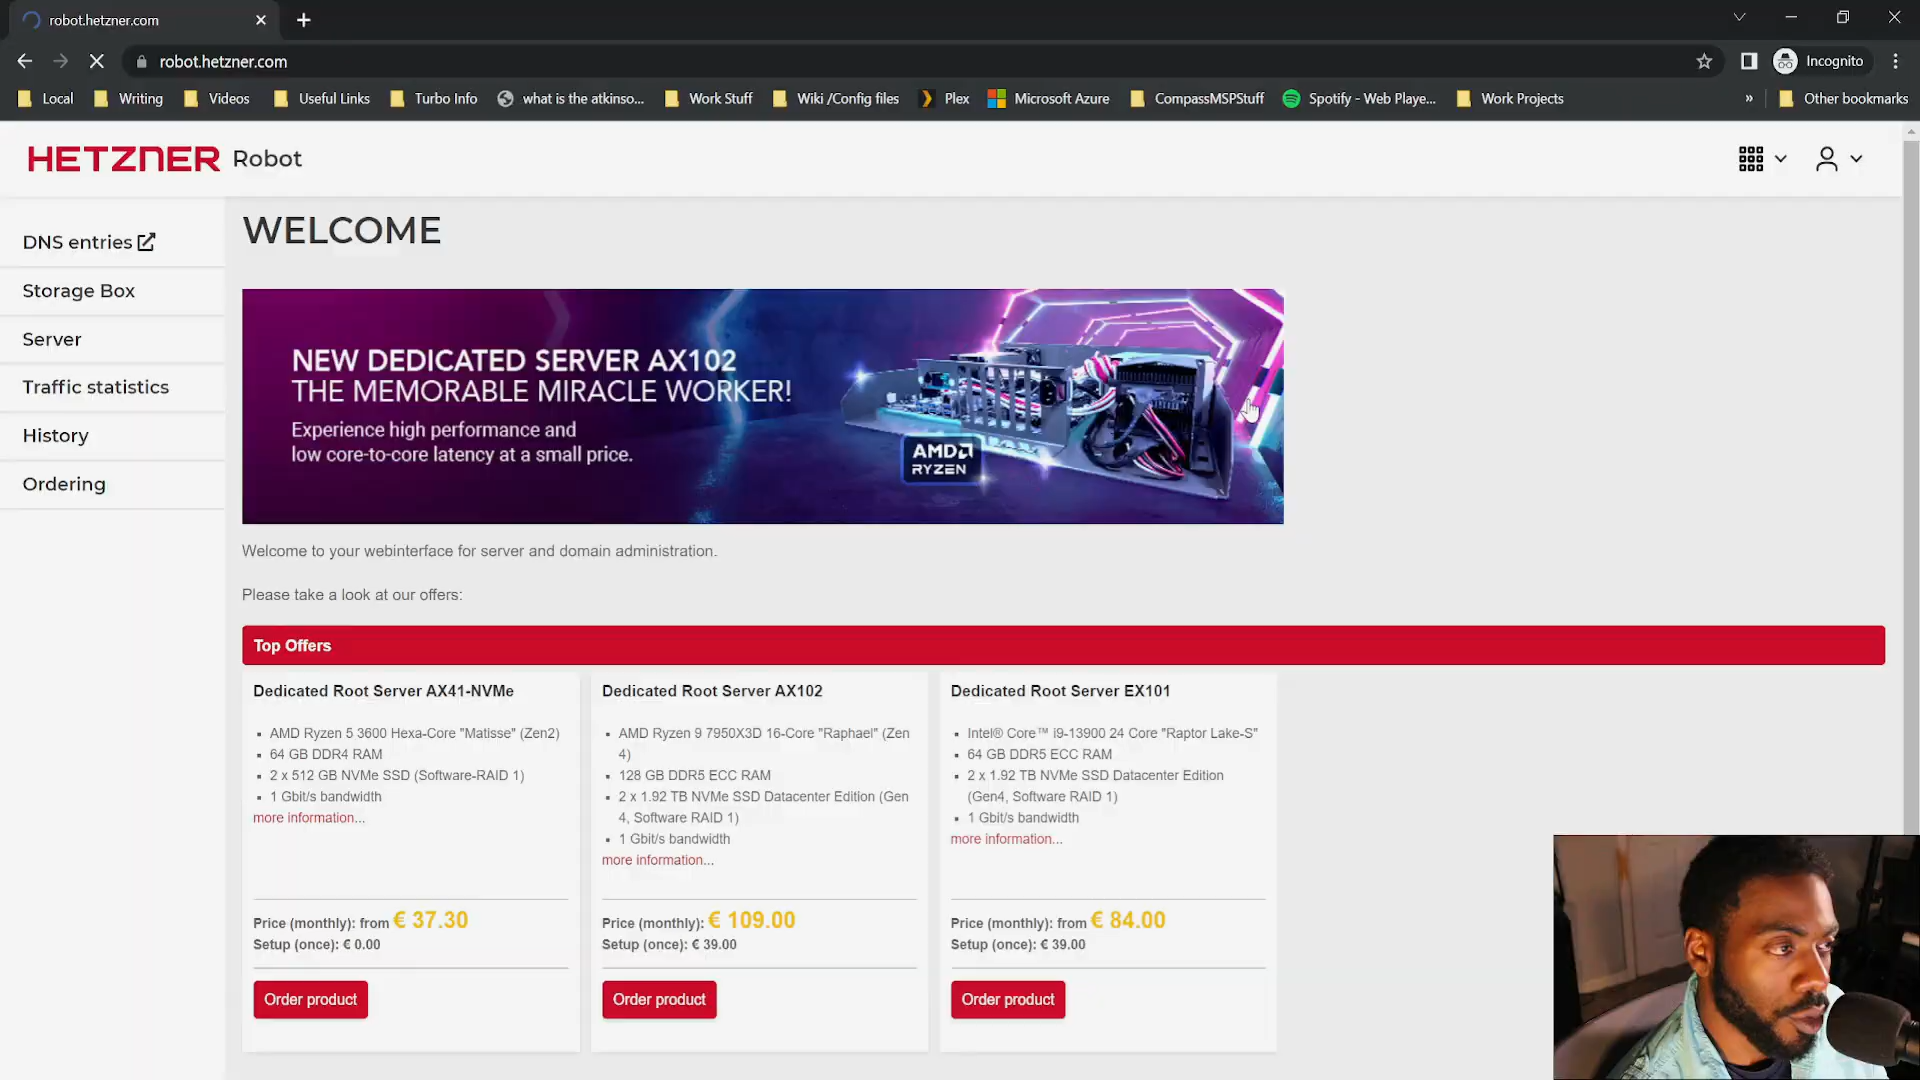 robot.hetzner.com
robot.hetzner.com
Incognito
Local
Writing
Videos
Useful Links
Turbo Info
what is the atkinso...
Work Stuff
Wiki /Config files
Plex
Microsoft Azure
CompassMSPStuff
Spotify - Web Playe...
Work Projects
»
Other bookmarks
HETZNER Robot
DNS entries
Storage Box
Server
Traffic statistics
History
Ordering
WELCOME
NEW DEDICATED SERVER AX102
THE MEMORABLE MIRACLE WORKER!
Experience high performance and
low core-to-core latency at a small price.
AMD
RYZEN
Welcome to your webinterface for server and domain administration.
Please take a look at our offers:
Top Offers
Dedicated Root Server AX41-NVMe
AMD Ryzen 5 3600 Hexa-Core "Matisse" (Zen2)
64 GB DDR4 RAM
2 x 512 GB NVMe SSD (Software-RAID 1)
1 Gbit/s bandwidth
more information...
Price (monthly): from € 37.30
Setup (once): € 0.00
Order product
Dedicated Root Server AX102
AMD Ryzen 9 7950X3D 16-Core "Raphael" (Zen
4)
128 GB DDR5 ECC RAM
2 x 1.92 TB NVMe SSD Datacenter Edition (Gen
4, Software RAID 1)
1 Gbit/s bandwidth
more information...
Price (monthly): € 109.00
Setup (once): € 39.00
Order product
Dedicated Root Server EX101
Intel® Core™ i9-13900 24 Core "Raptor Lake-S"
64 GB DDR5 ECC RAM
2 x 1.92 TB NVMe SSD Datacenter Edition
(Gen4, Software RAID 1)
1 Gbit/s bandwidth
more information...
Price (monthly): from € 84.00
Setup (once): € 39.00
Order product